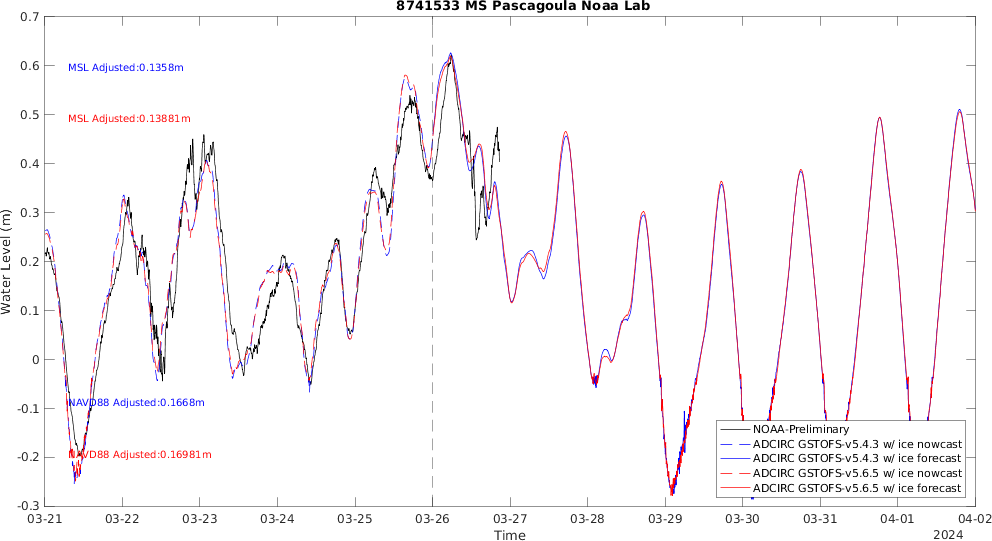 8741533 MS Pascagoula Noaa Lab
0.7
0.6
0.5
0.4
0.3
0.2
0.1
0
-0.1
-0.2
-0.3
Water Level (m)
MSL Adjusted:0.1358m
MSL Adjusted:0.13881m
NAVD88 Adjusted:0.1668m
NAVD88 Adjusted:0.16981m
NOAA-Preliminary
ADCIRC GSTOFS-v5.4.3 w/ ice nowcast
ADCIRC GSTOFS-v5.4.3 w/ ice forecast
ADCIRC GSTOFS-v5.6.5 w/ ice nowcast
ADCIRC GSTOFS-v5.6.5 w/ ice forecast
03-21 03-22 03-23 03-24 03-25 03-26 03-27 03-28 03-29 03-30 03-31 04-01 04-02
Time
2024